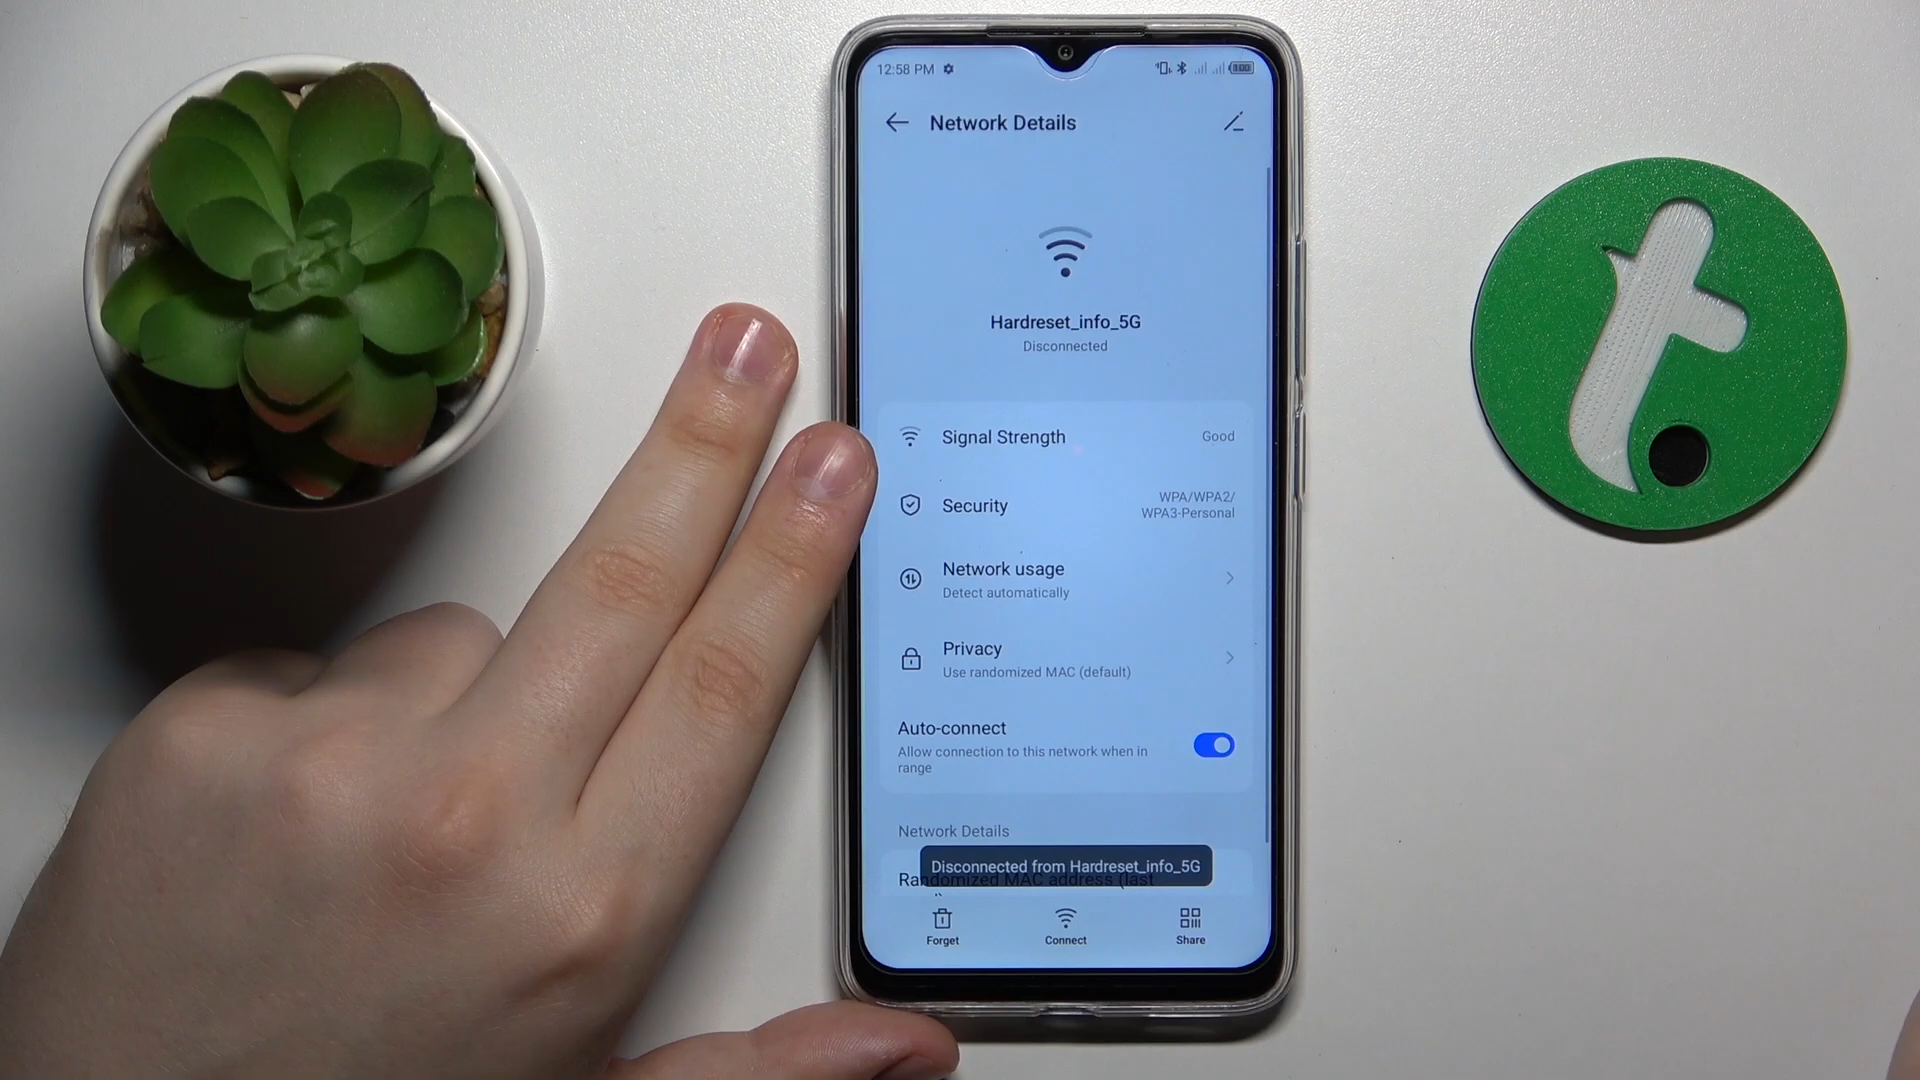 12:58 PM
100
Network Details
Hardreset_info_5G
Disconnected
Signal Strength
Good
Security
WPA/WPA2/
WPA3-Personal
Network usage
Detect automatically
Privacy
Use randomized MAC (default)
Auto-connect
Allow connection to this network when in
range
Network Details
Disconnected from Hardreset_info_5G
Randomized MAC address (last
Forget
Connect
Share
t